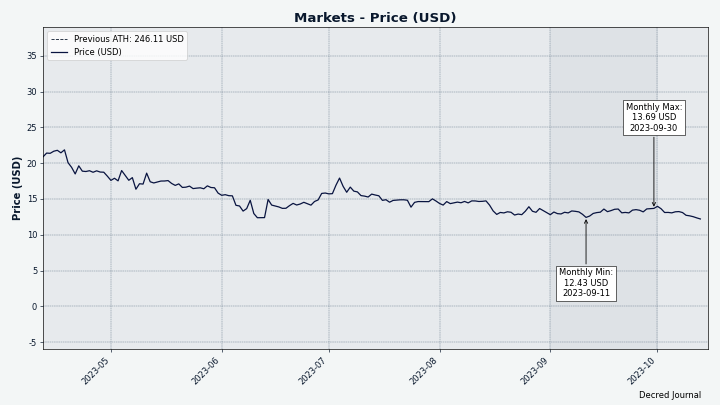 Markets - Price (USD)
Previous ATH: 246.11 USD
Price (USD)
Price (USD)
35
30
25
20
15
10
5
0
-5
Monthly Max:
13.69 USD
2023-09-30
Monthly Min:
12.43 USD
2023-09-11
2023-05
2023-06
2023-07
2023-08
2023-09
2023-10
Decred Journal